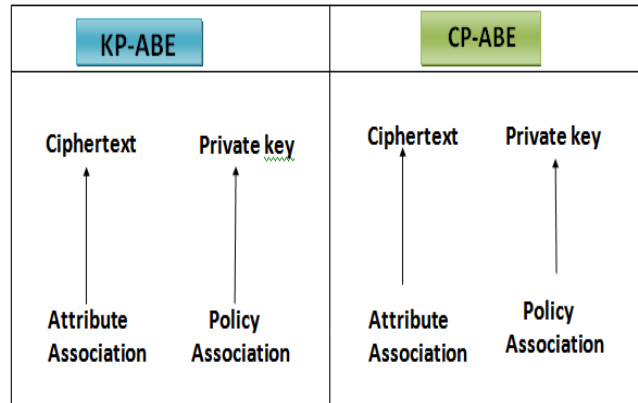 KP-ABE
CP-ABE
Ciphertext
Private key
Attribute
Association
Policy
Association
Ciphertext
Private key
Attribute
Association
Policy
Association